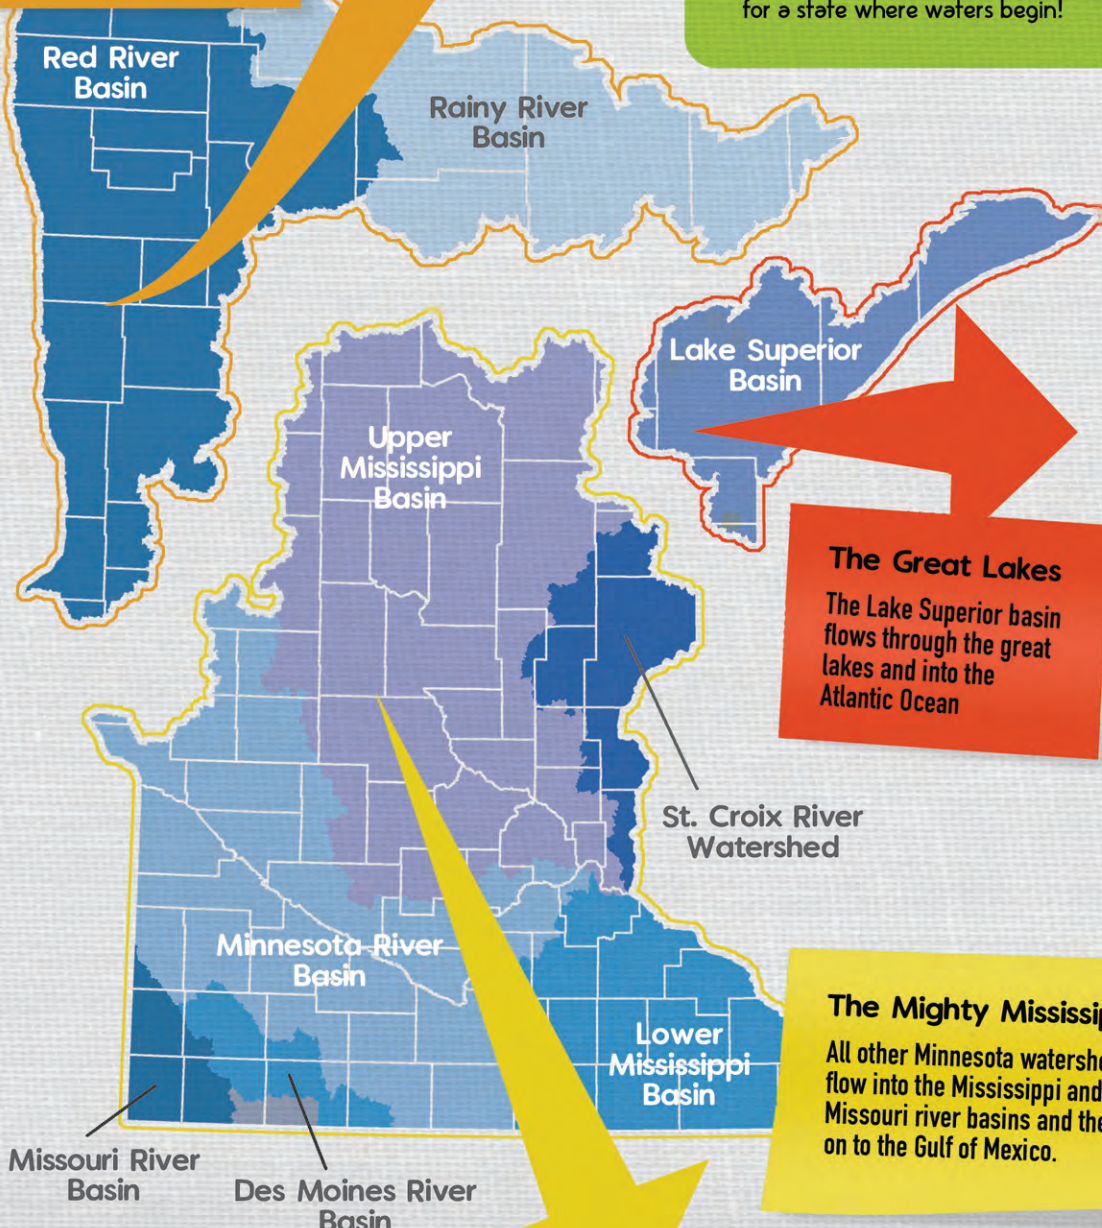 for a state where waters begin!
Red River
Basin
Rainy River
Basin
Lake Superior
Basin
Upper
Mississippi
Basin
The Great Lakes
The Lake Superior basin
flows through the great
lakes and into the
Atlantic Ocean
St. Croix River
Watershed
Minnesota River
Basin
Lower
Mississippi
Basin
The Mighty
All other Minnesota
flow into the Mississippi and
Missouri river basins and
on to the Gulf of Mexico.
Missouri River
Basin
Des Moines River
Basin